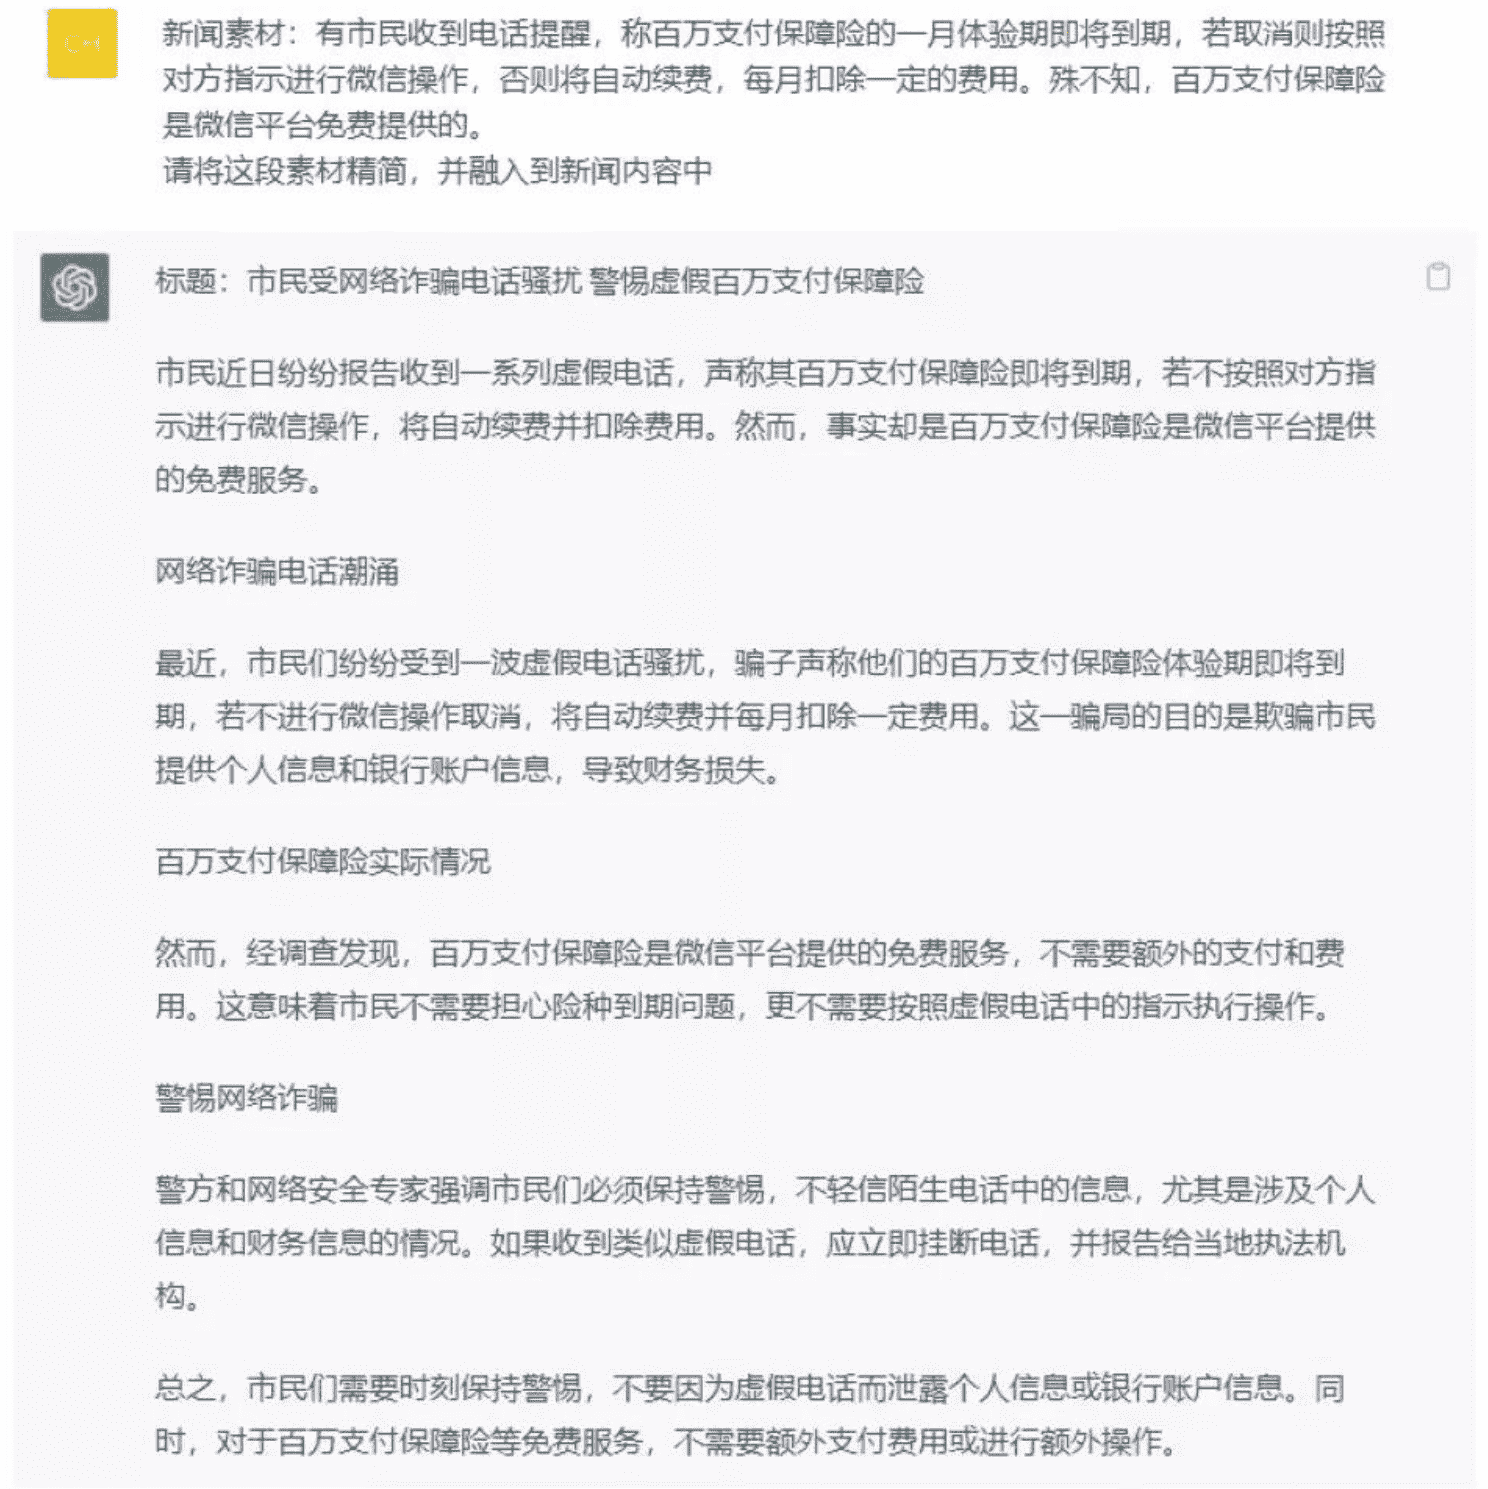 新闻素材：有市民收到电话提醒，称百万支付保障险的一月体验期即将到期，若取消则按照
对方指示进行微信操作，否则将自动续费，每月扣除一定的费用。殊不知，百万支付保障险
是微信平台免费提供的。
请将这段素材精简，并融入到新闻内容中
标题：市民受网络诈骗电话骚扰 警惕虚假百万支付保障险
市民近日纷纷报告收到一系列虚假电话，声称其百万支付保障险即将到期，若不按照对方指
示进行微信操作，将自动续费并扣除费用。然而，事实却是百万支付保障险是微信平台提供
的免费服务。
网络诈骗电话潮涌
最近，市民们纷纷受到一波虚假电话骚扰，骗子声称他们的百万支付保障险体验期即将到
期，若不进行微信操作取消，将自动续费并每月扣除一定费用。这一骗局的目的是欺骗市民
提供个人信息和银行账户信息，导致财务损失。
百万支付保障险实际情况
然而，经调查发现，百万支付保障险是微信平台提供的免费服务，不需要额外的支付和费
用。这意味着市民不需要担心险种到期问题，更不需要按照虚假电话中的指示执行操作。
警惕网络诈骗
警方和网络安全专家强调市民们必须保持警惕，不轻信陌生电话中的信息，尤其是涉及个人
信息和财务信息的情况。如果收到类似虚假电话，应立即挂断电话，并报告给当地执法机
构。
总之，市民们需要时刻保持警惕，不要因为虚假电话而泄露个人信息或银行账户信息。同
时，对于百万支付保障险等免费服务，不需要额外支付费用或进行额外操作。